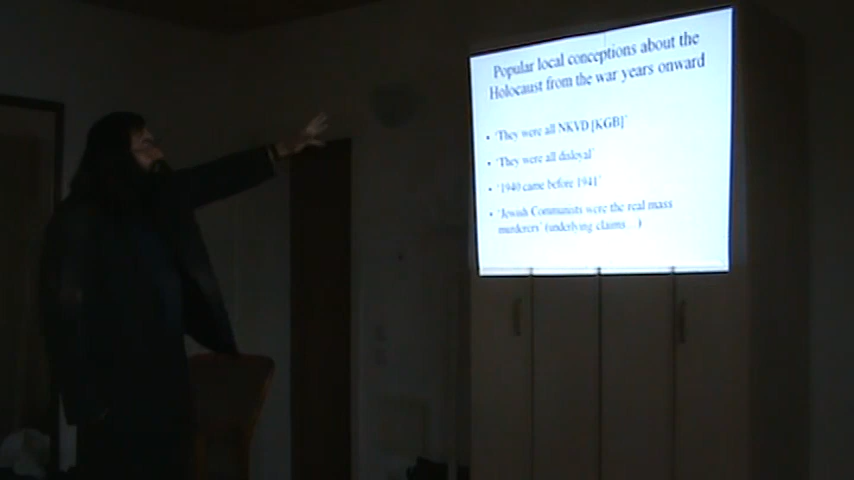 Popular local conceptions about the
Holocaust from the war years onward
• 'They were all NKVD [KGB]'
• 'They were all disloyal'
• '1940 came before 1941'
• 'Jewish Communists were the real mass
murderers' (underlying claims ...)